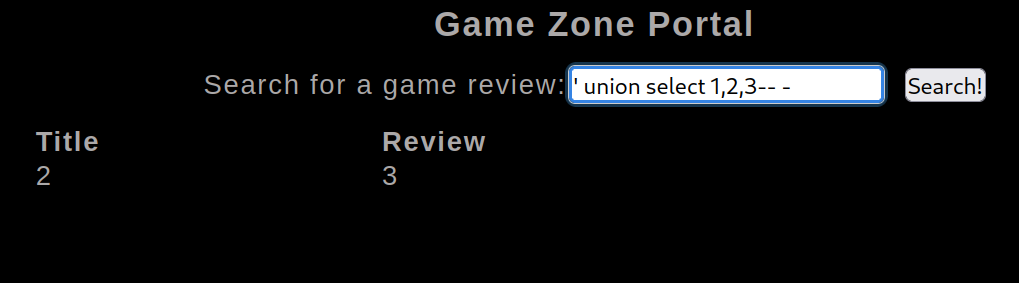 Game Zone Portal
Search for a game review: ' union select 1,2,3-- - Search!
Title Review
2 3